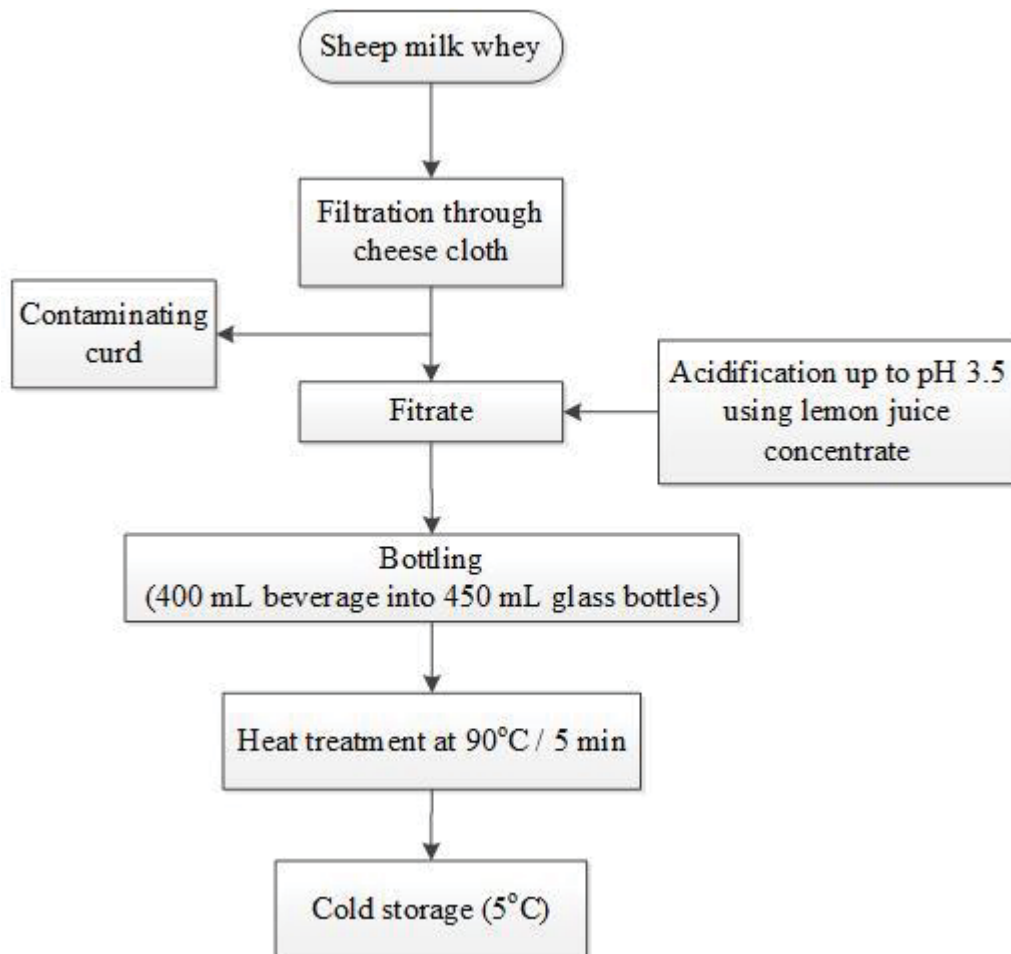 Sheep milk whey
Filtration through
cheese cloth
Contaminating
curd
Fitrate
Acidification up to pH 3.5
using lemon juice
concentrate
Bottling
(400 mL beverage into 450 mL glass bottles)
Heat treatment at 90°C / 5 min
Cold storage (5°C)